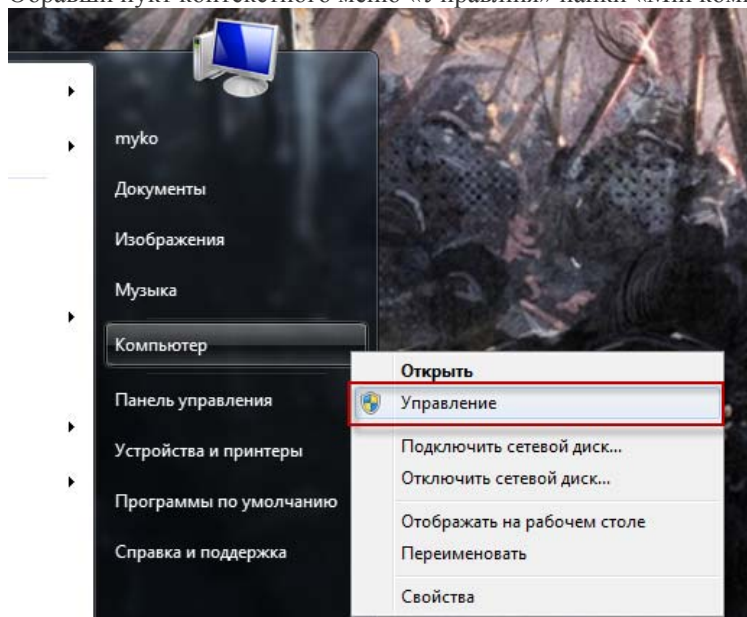 myko
Документы
Изображения
Музыка
Компьютер
Панель управления
Устройства и принтеры
Программы по умолчанию
Справка и поддержка
Открыть
Управление
Подключить сетевой диск...
Отключить сетевой диск...
Отображать на рабочем столе
Переименовать
Свойства